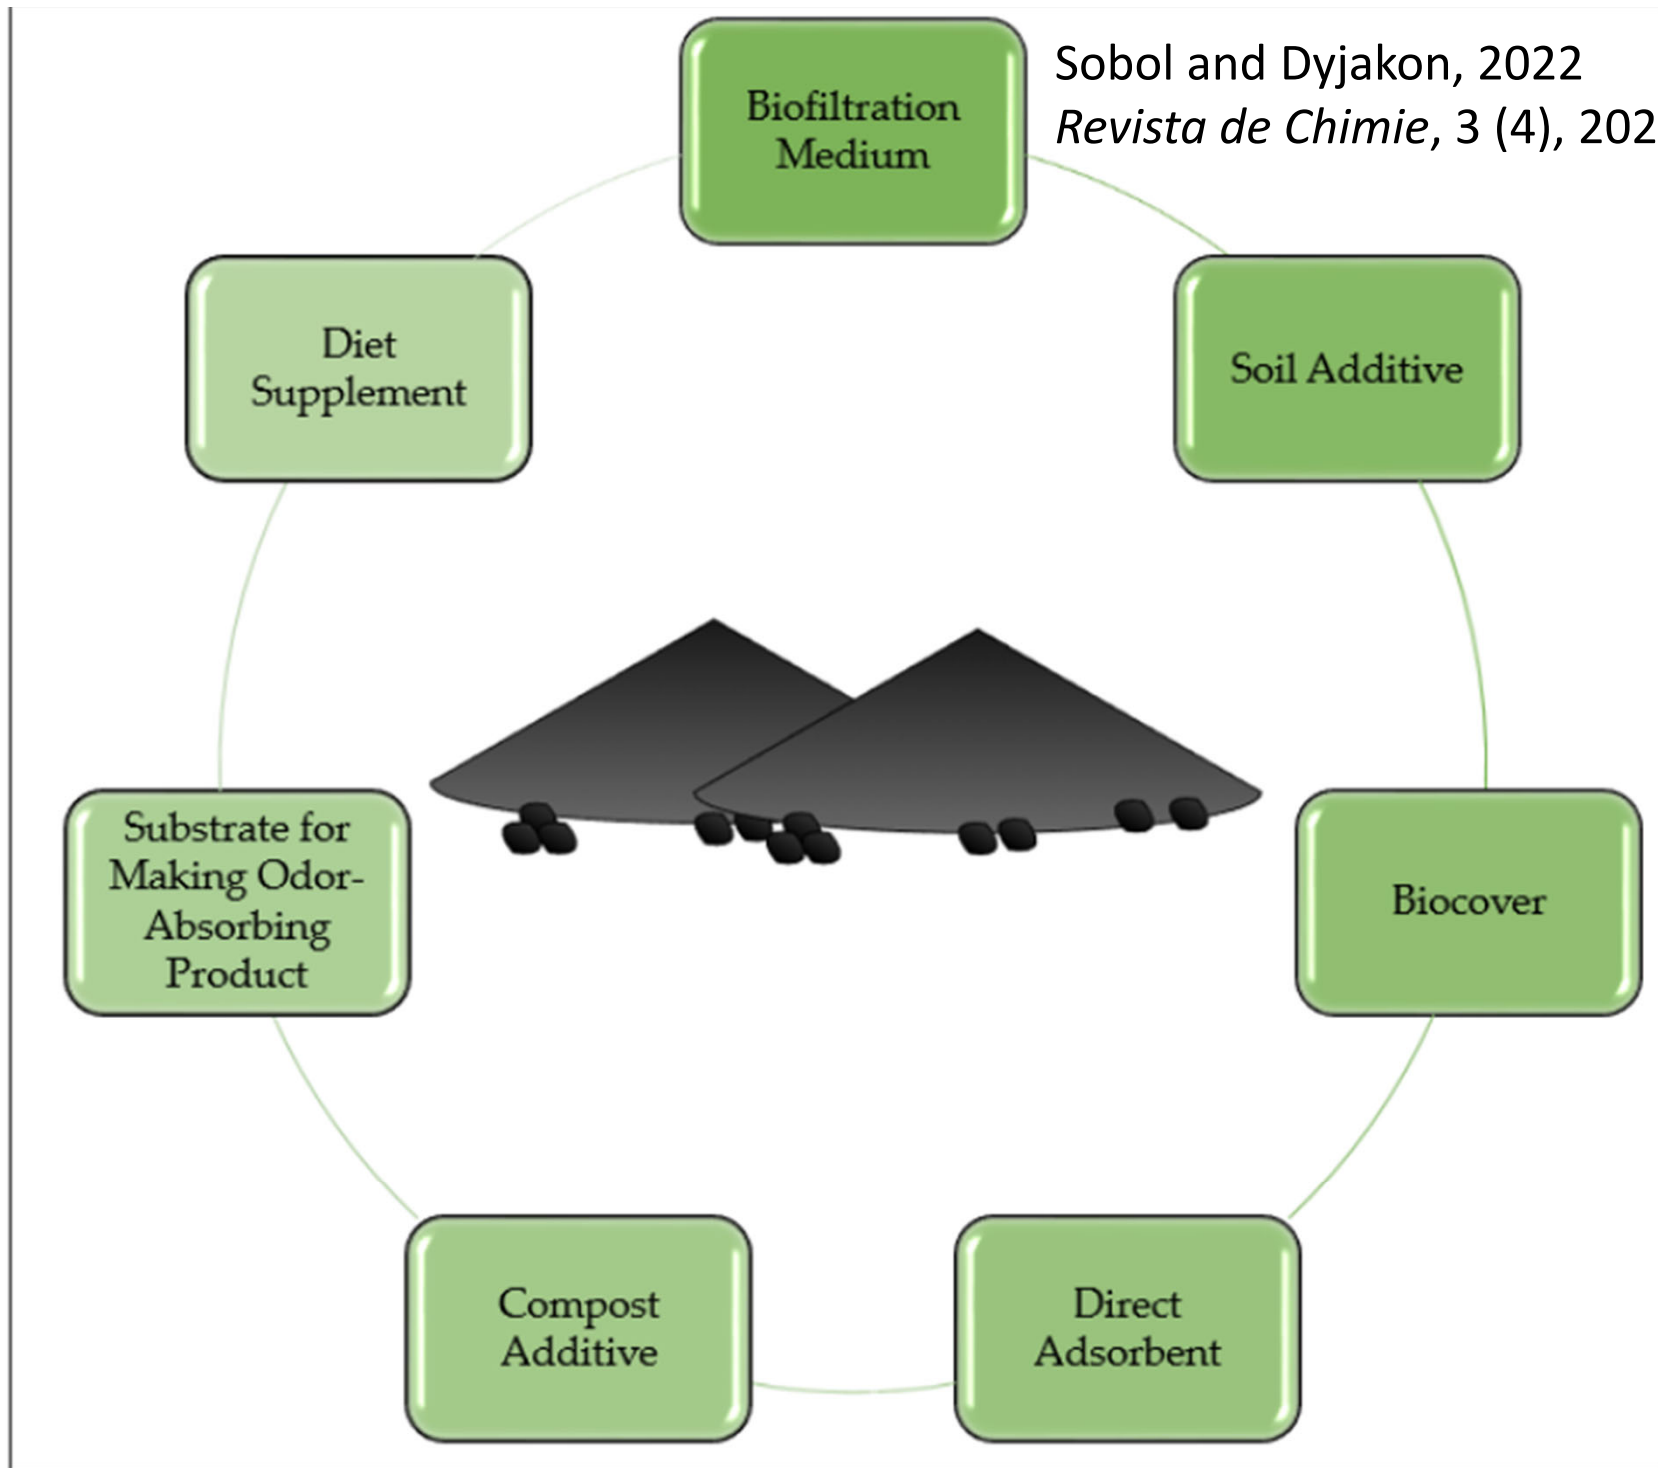 Sobol and Dyjakon, 2022
Revista de Chimie, 3 (4), 202
Biofiltration
Medium
Soil Additive
Biocover
Direct
Adsorbent
Compost
Additive
Substrate for
Making Odor-
Absorbing
Product
Diet
Supplement